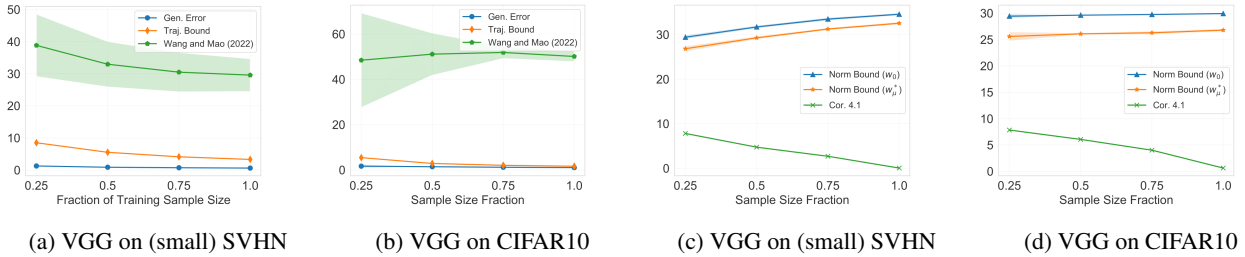 50
40
30
20
10
0
Gen. Error
Traj. Bound
Wang and Mao (2022)
0.25 0.5 0.75 1.0
Fraction of Training Sample Size
(a) VGG on (small) SVHN
60
40
20
0
Gen. Error
Traj. Bound
Wang and Mao (2022)
0.25 0.5 0.75 1.0
Sample Size Fraction
(b) VGG on CIFAR10
30
20
10
0
Norm Bound (w₀)
Norm Bound (w*μ)
Cor. 4.1
0.25 0.5 0.75 1.0
Sample Size Fraction
(c) VGG on (small) SVHN
30
25
20
15
10
5
0
Norm Bound (w₀)
Norm Bound (w*μ)
Cor. 4.1
0.25 0.5 0.75 1.0
Sample Size Fraction
(d) VGG on CIFAR10